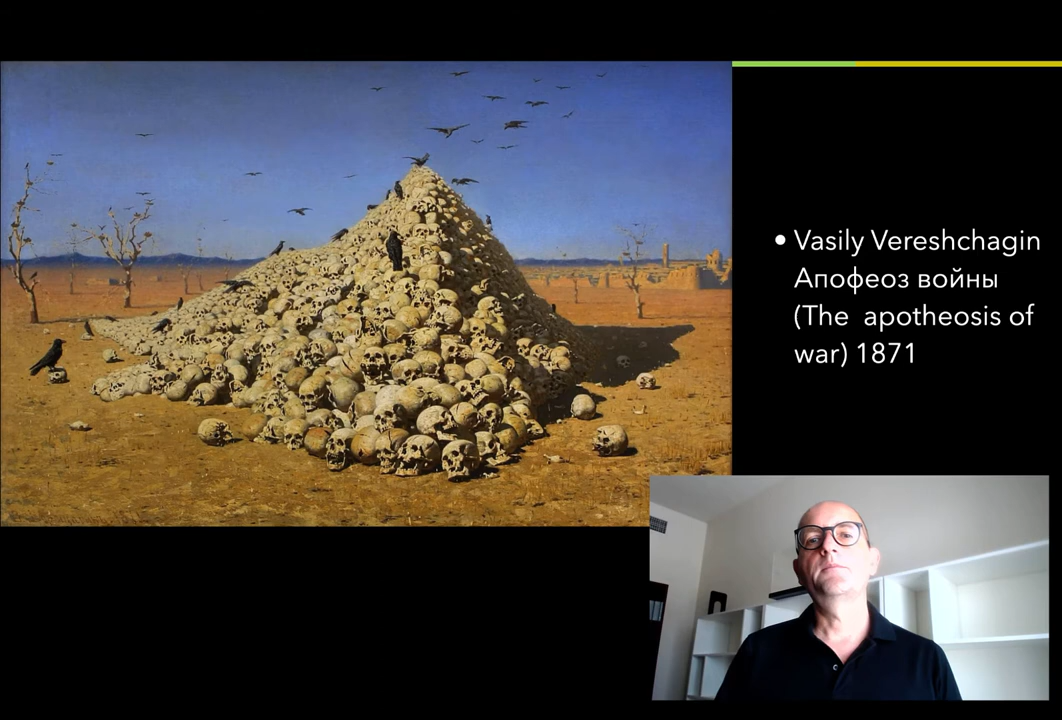 • Vasily Vereshchagin
Апофеоз войны
(The apotheosis of
war) 1871